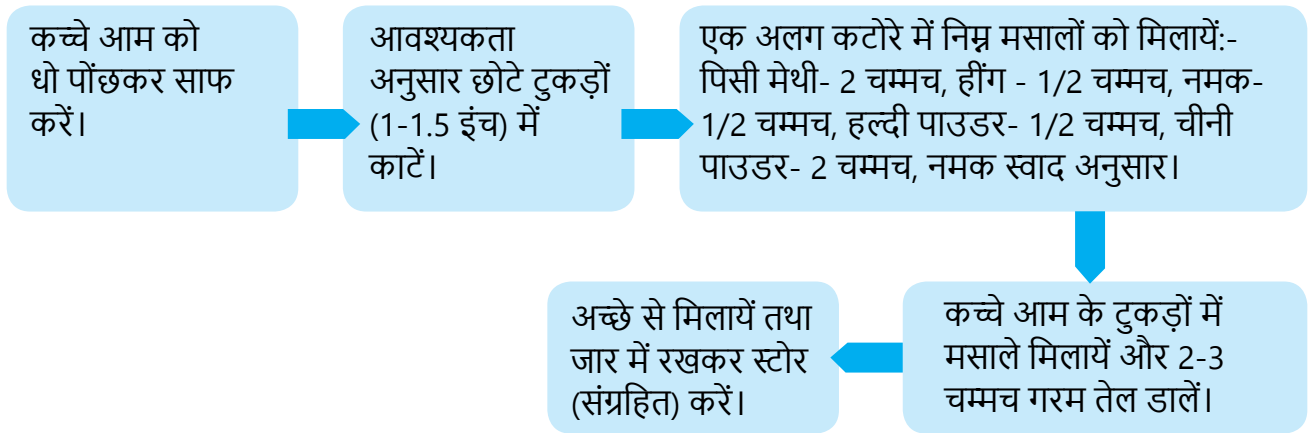 कच्चे आम को
धो पोंछकर साफ
करें।
आवश्यकता
अनुसार छोटे टुकड़ों
(1-1.5 इंच) में
काटें।
एक अलग कटोरे में निम्न मसालों को मिलायें:-
पिसी मेथी- 2 चम्मच, हींग - 1/2 चम्मच, नमक-
1/2 चम्मच, हल्दी पाउडर- 1/2 चम्मच, चीनी
पाउडर- 2 चम्मच, नमक स्वाद अनुसार।
कच्चे आम के टुकड़ों में
मसाले मिलायें और 2-3
चम्मच गरम तेल डालें।
अच्छे से मिलायें तथा
जार में रखकर स्टोर
(संग्रहित) करें।